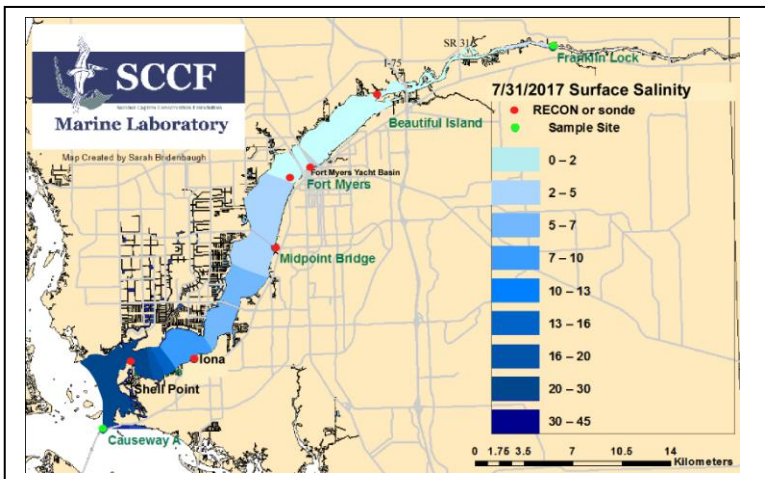 SCCF
Marine Laboratory
Map Created by Sarah Bridenbaugh
SR 31
I-75
Franklin Lock
Beautiful Island
Fort Myers Yacht Basin
Fort Myers
Midpoint Bridge
Iona
Shell Point
Causeway A
7/31/2017 Surface Salinity
RECON or sonde
Sample Site
0 – 2
2 – 5
5 – 7
7 – 10
10 – 13
13 – 16
16 – 20
20 – 30
30 – 45
0 1.75 3.5 7 10.5 14
Kilometers